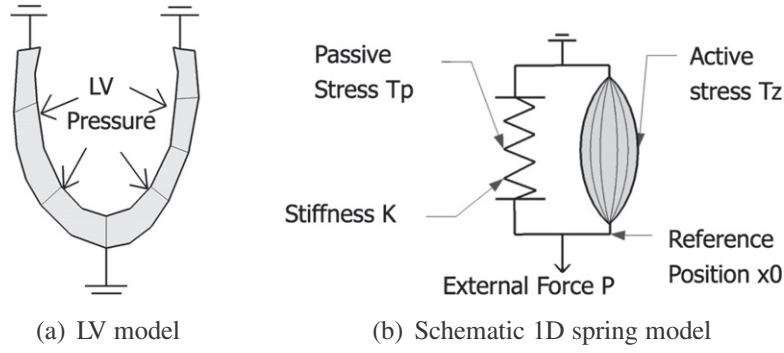 LV
Pressure
(a) LV model
Passive
Stress Tp
Active
stress Tz
Stiffness K
Reference
Position x0
External Force P
(b) Schematic 1D spring model